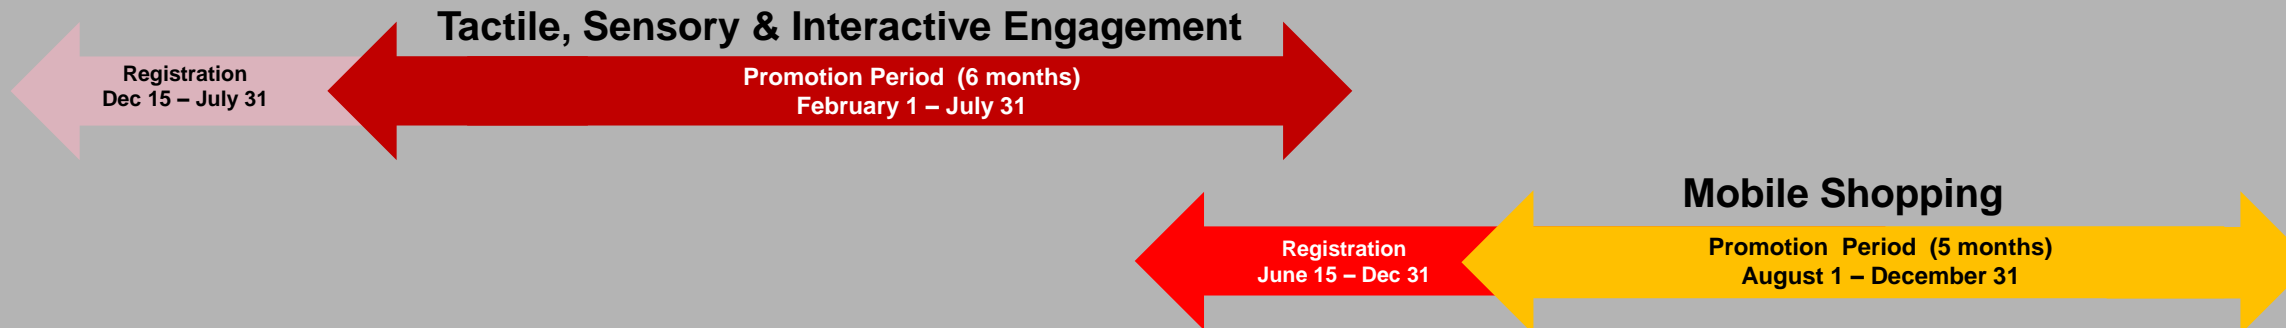 Tactile, Sensory & Interactive Engagement
Registration
Dec 15 – July 31
Promotion Period (6 months)
February 1 – July 31
Mobile Shopping
Registration
June 15 – Dec 31
Promotion Period (5 months)
August 1 – December 31